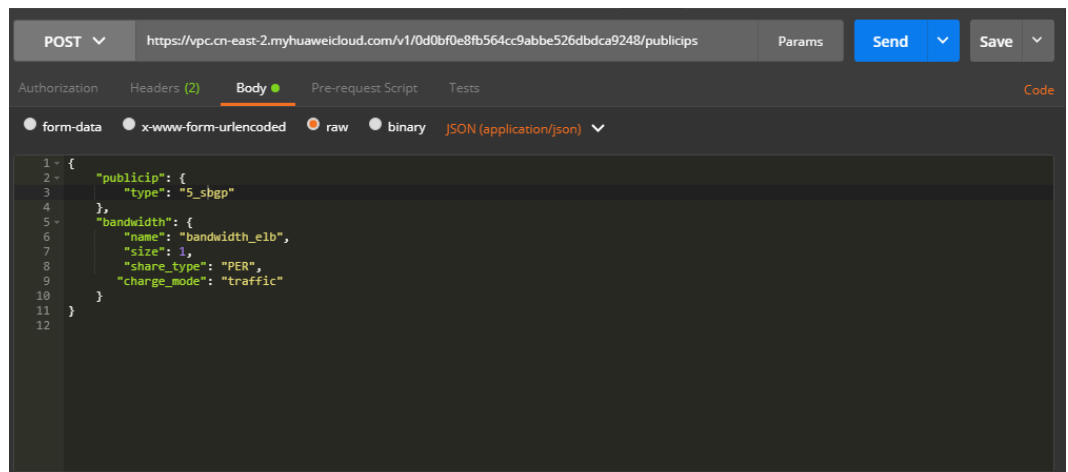 POST https://vpc.cn-east-2.myhuaweicloud.com/v1/0d0bf0e8fb564cc9abbe526dbdca9248/publicips Params Send Save
Authorization Headers (2) Body Pre-request Script Tests Code
form-data x-www-form-urlencoded raw binary JSON (application/json)
1 {
2 "publicip": {
3 "type": "5_sbgp"
4 },
5 "bandwidth": {
6 "name": "bandwidth_elb",
7 "size": 1,
8 "share_type": "PER",
9 "charge_mode": "traffic"
10 }
11 }
12